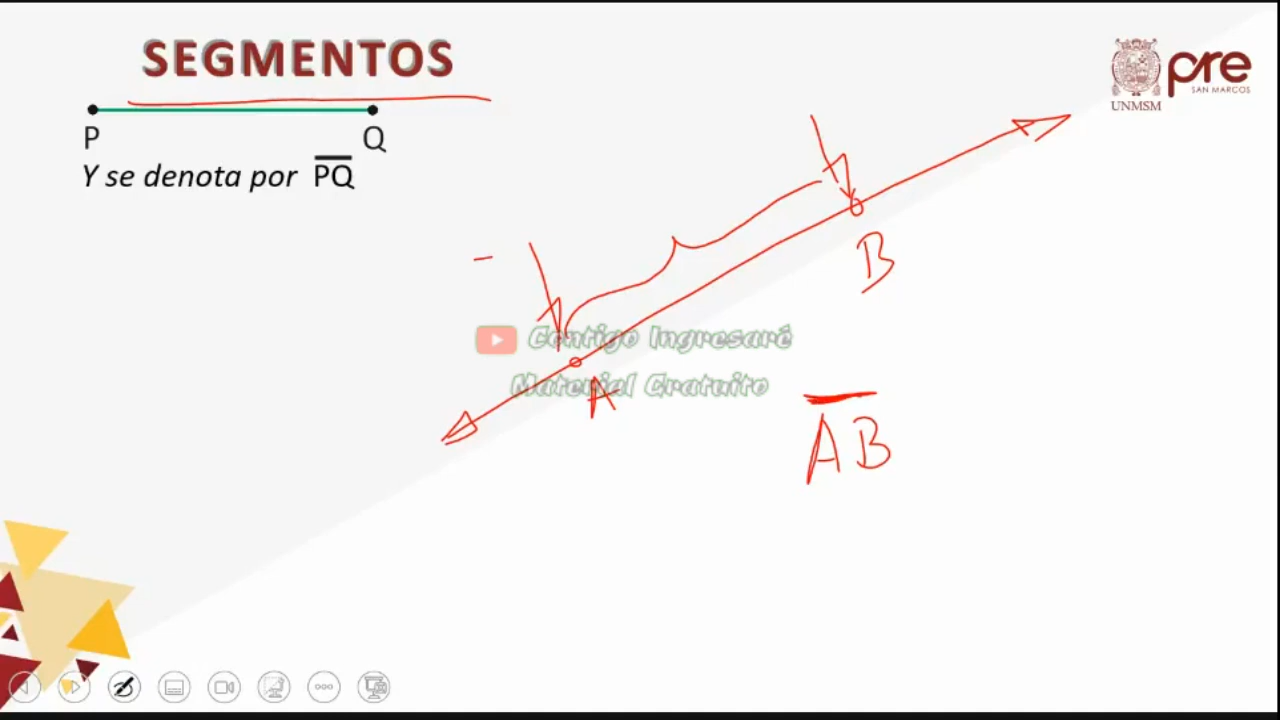 SEGMENTOS
pre
SAN MARCOS
UNMSM
P Q
Y se denota por PQ
B
Contigo Ingresaré
Material Gratuito
A
AB